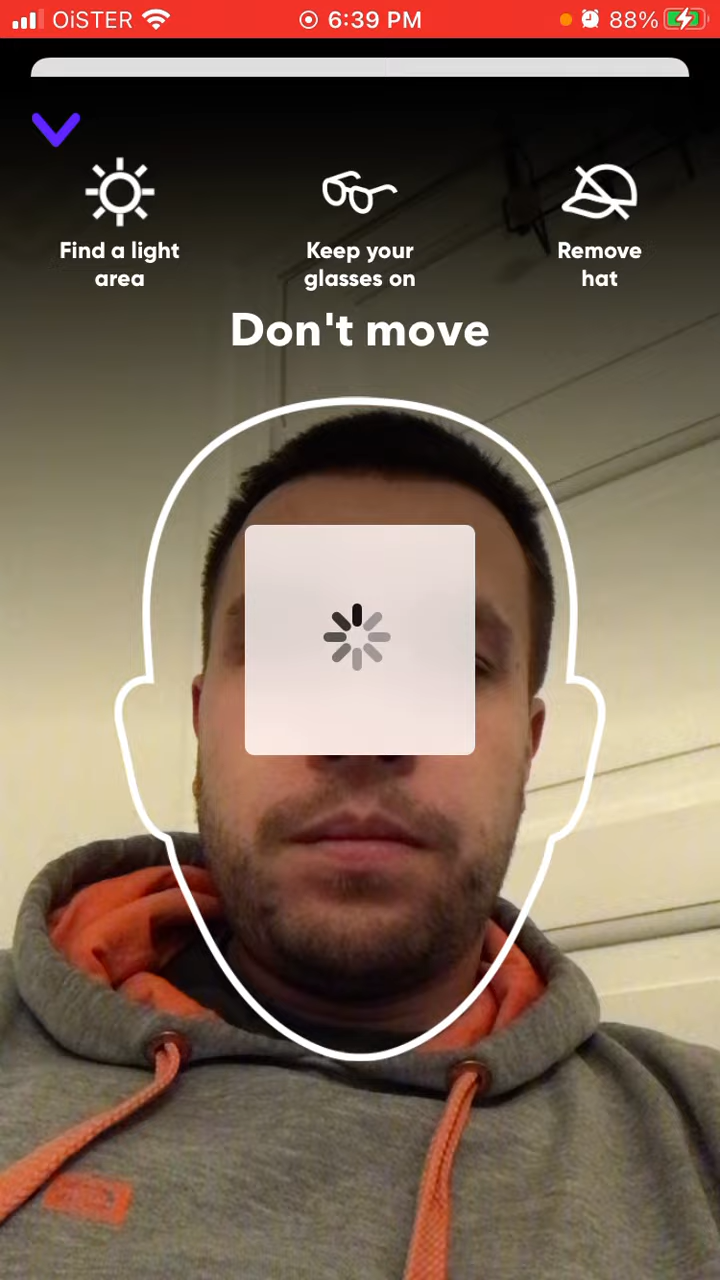 OiSTER 6:39 PM 88%
Find a light
area
Keep your
glasses on
Remove
hat
Don't move